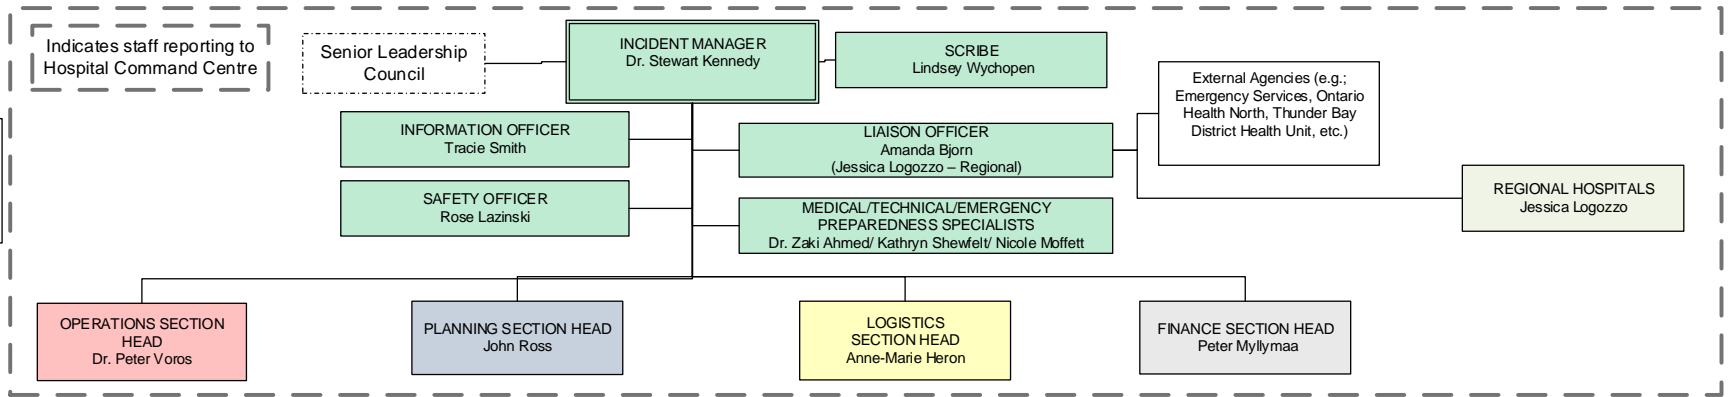 Indicates staff reporting to
Hospital Command Centre
Senior Leadership
Council
INCIDENT MANAGER
Dr. Stewart Kennedy
SCRIBE
Lindsey Wychopen
External Agencies (e.g.;
Emergency Services, Ontario
Health North, Thunder Bay
District Health Unit, etc.)
INFORMATION OFFICER
Tracie Smith
LIAISON OFFICER
Amanda Bjorn
(Jessica Logozzo – Regional)
REGIONAL HOSPITALS
Jessica Logozzo
SAFETY OFFICER
Rose Lazinski
MEDICAL/TECHNICAL/EMERGENCY
PREPAREDNESS SPECIALISTS
Dr. Zaki Ahmed/ Kathryn Shewfelt/ Nicole Moffett
OPERATIONS SECTION
HEAD
Dr. Peter Voros
PLANNING SECTION HEAD
John Ross
LOGISTICS
SECTION HEAD
Anne-Marie Heron
FINANCE SECTION HEAD
Peter Myllymaa